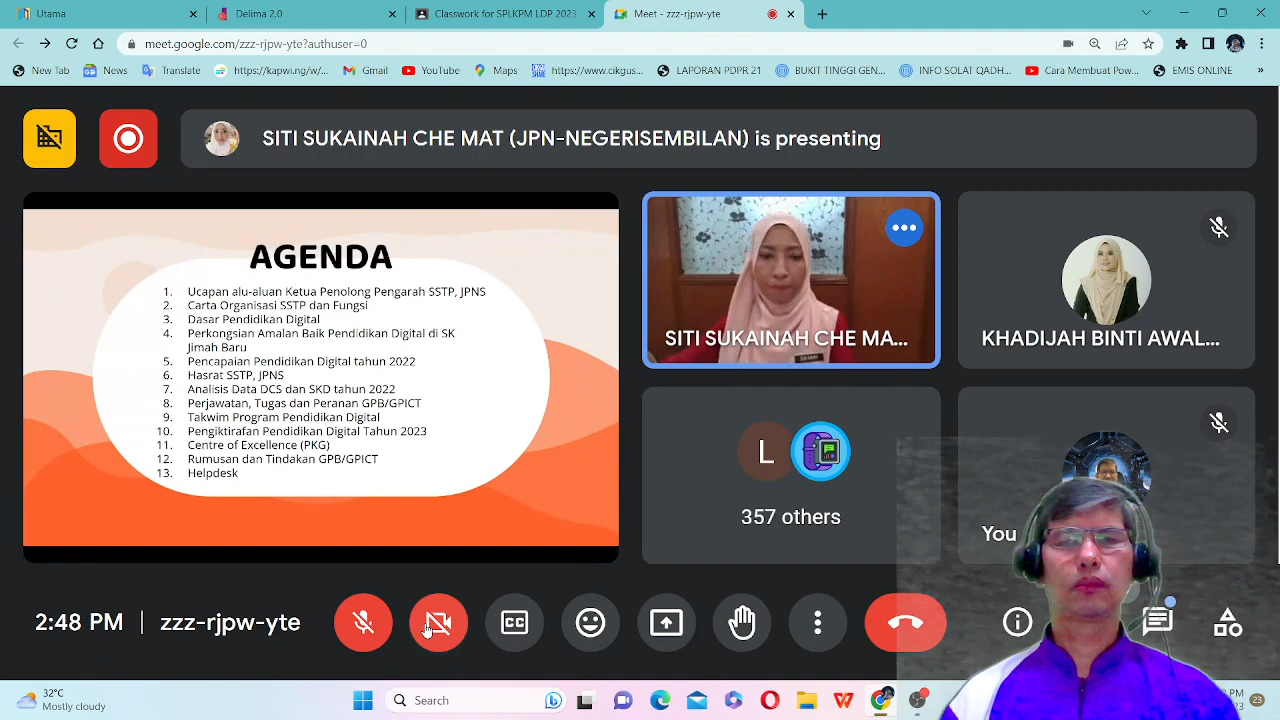 Utama
Delima 2.0
Classwork for SPLKPM LDP 2023
Meet - zzz-rjpw-yte
meet.google.com/zzz-rjpw-yte?authuser=0
New Tab
News
Translate
https://kapwing/w/...
Gmail
YouTube
Maps
https://www.cikgus...
LAPORAN PDPR 21
BUKIT TINGGI GEN...
INFO SOLAT QADH...
Cara Membuat Pow...
EMIS ONLINE
SITI SUKAINAH CHE MAT (JPN-NEGERISEMBILAN) is presenting
AGENDA
1. Ucapan alu-aluan Ketua Penolong Pengarah SSTP, JPNS
2. Carta Organisasi SSTP dan Fungsi
3. Dasar Pendidikan Digital
4. Perkongsian Amalan Baik Pendidikan Digital di SK
Jimah Baru
5. Pencapaian Pendidikan Digital tahun 2022
6. Hasrat SSTP, JPNS
7. Analisis Data DCS dan SKD tahun 2022
8. Perjawatan, Tugas dan Peranan GPB/GPICT
9. Takwim Program Pendidikan Digital
10. Pengiktirafan Pendidikan Digital Tahun 2023
11. Centre of Excellence (PKG)
12. Rumusan dan Tindakan GPB/GPICT
13. Helpdesk
SITI SUKAINAH CHE MA...
KHADIJAH BINTI AWAL...
L
357 others
You
2:48 PM
zzz-rjpw-yte
CC
32°C
Mostly cloudy
Search
23